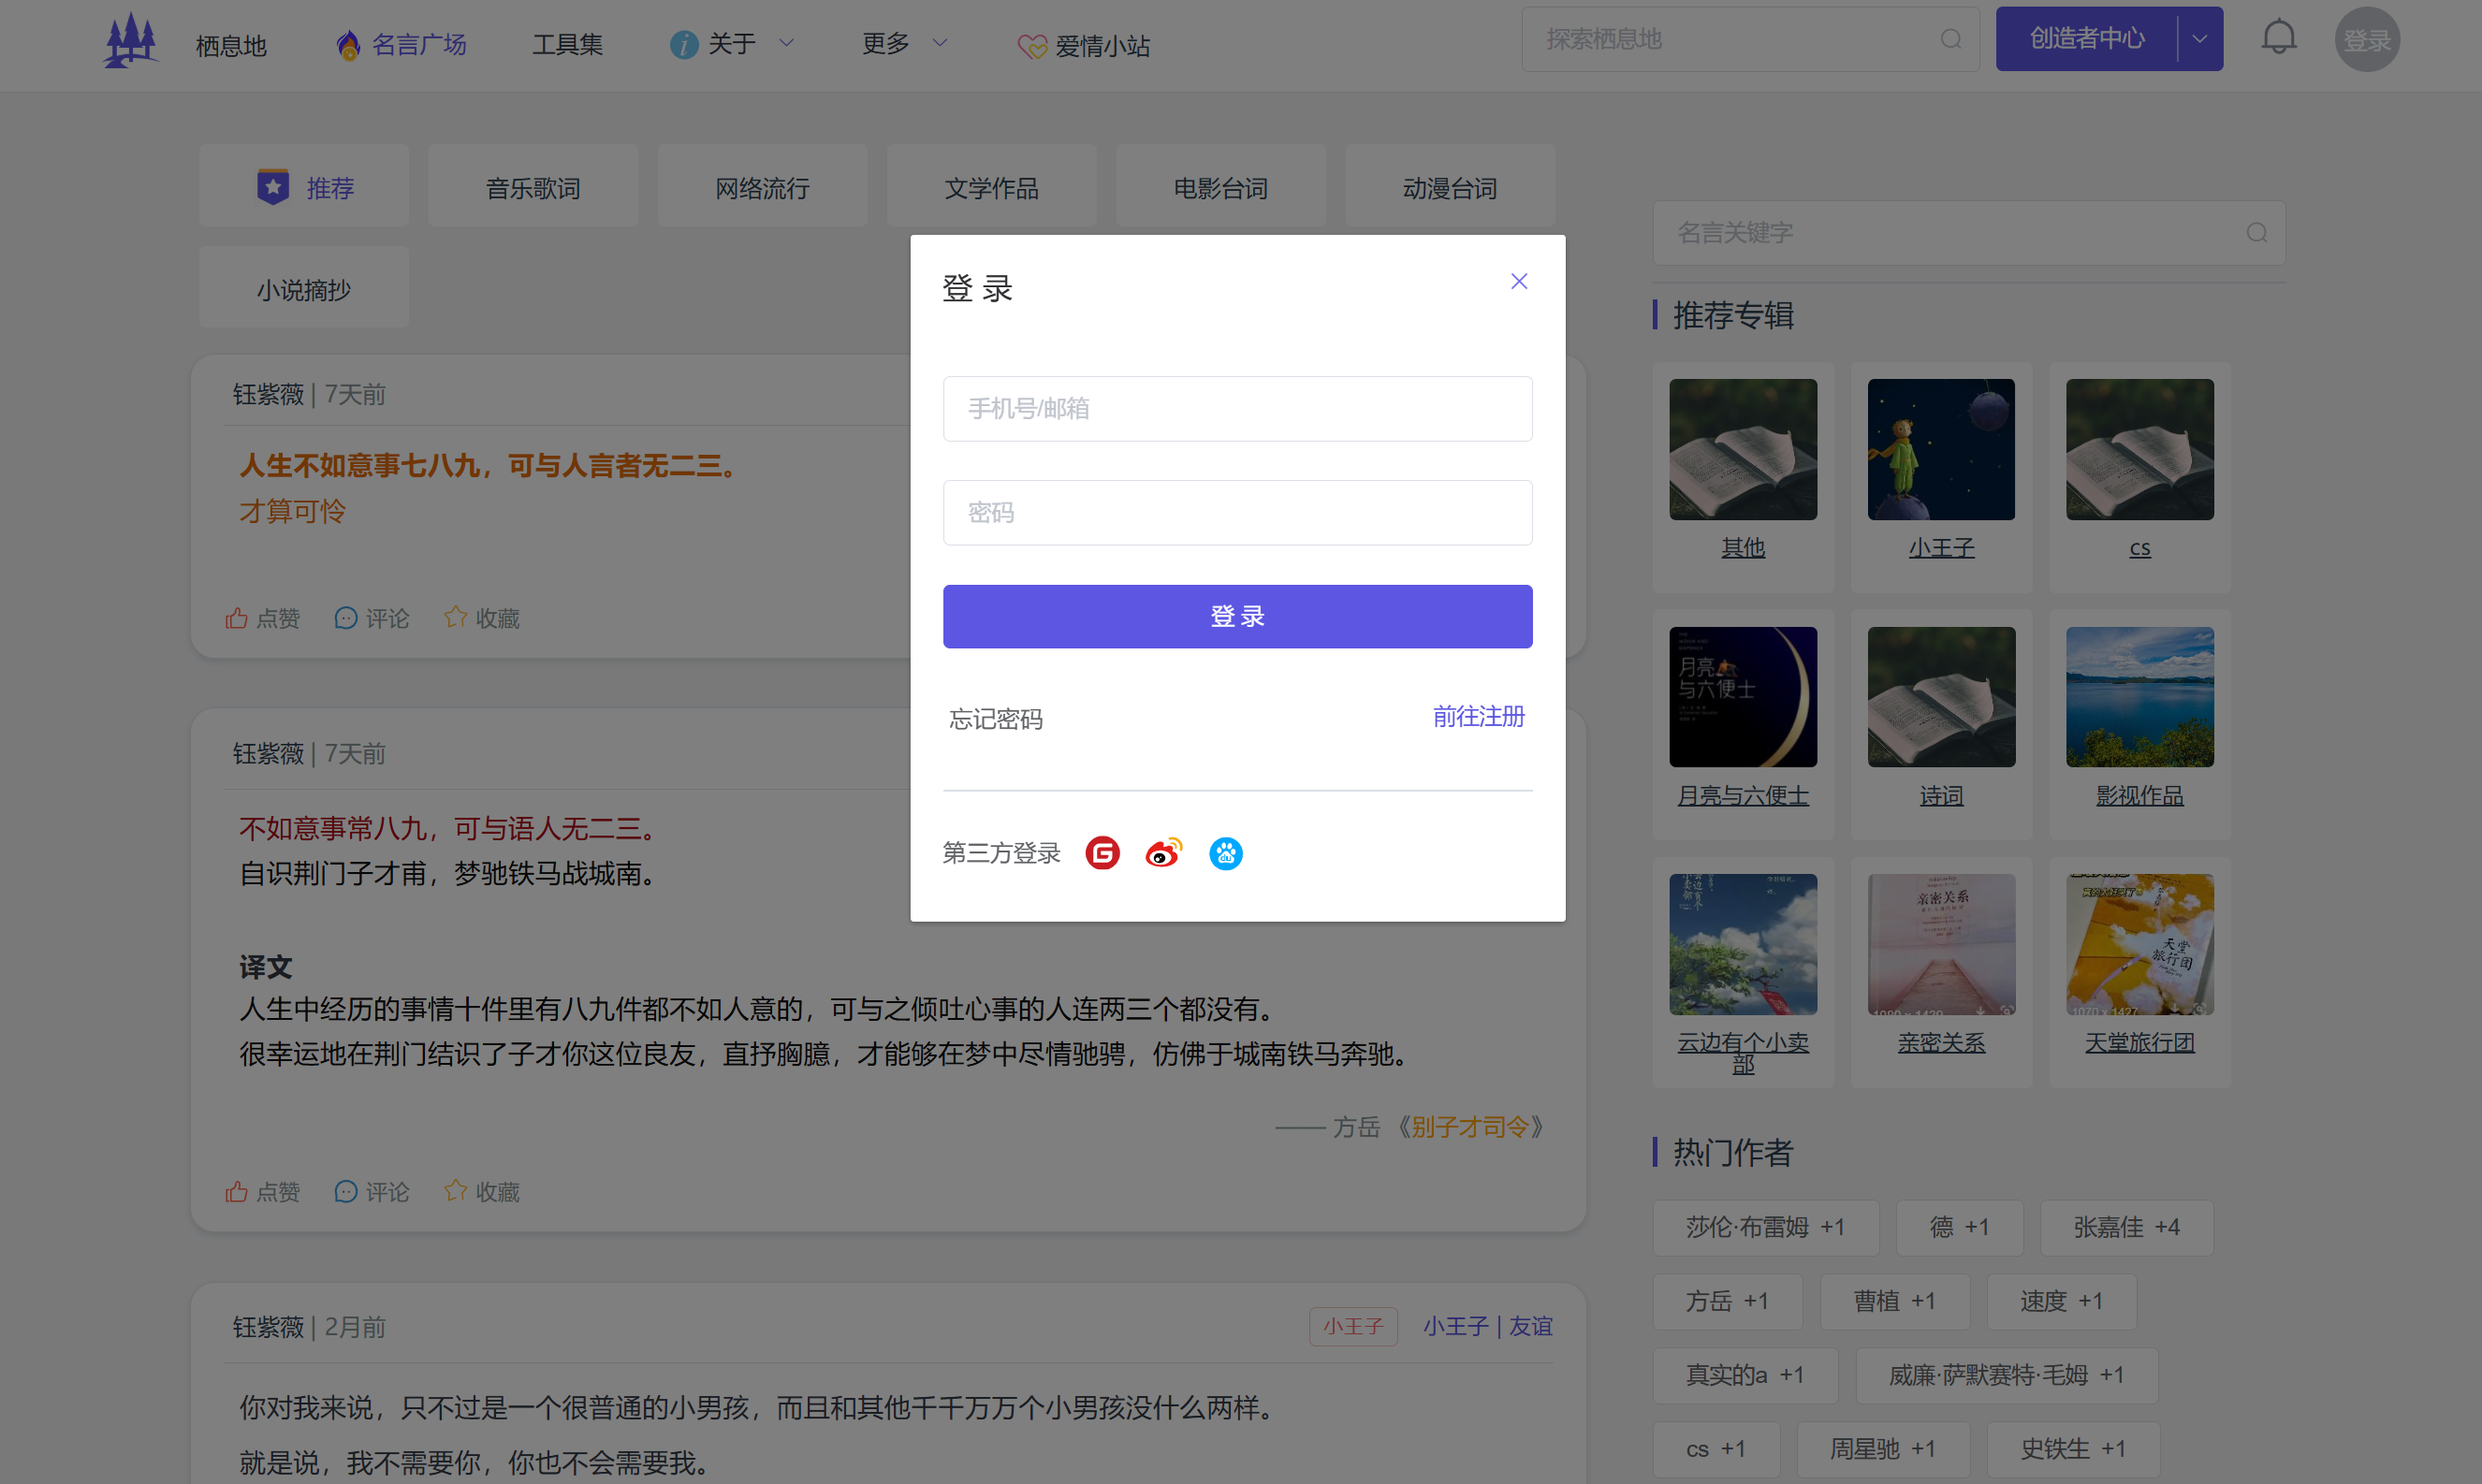 栖息地
名言广场
工具集
关于
更多
爱情小站
探索栖息地
创造者中心
登录
推荐
音乐歌词
网络流行
文学作品
电影台词
动漫台词
小说摘抄
名言关键字
登 录
手机号/邮箱
密码
登 录
忘记密码
前往注册
第三方登录
钰紫薇 | 7天前
人生不如意事七八九，可与人言者无二三。
才算可怜
点赞 评论 收藏
钰紫薇 | 7天前
不如意事常八九，可与语人无二三。
自识荆门子才甫，梦驰铁马战城南。
译文
人生中经历的事情十件里有八九件都不如人意的，可与之倾吐心事的人连两三个都没有。
很幸运地在荆门结识了子才你这位良友，直抒胸臆，才能够在梦中尽情驰骋，仿佛于城南铁马奔驰。
—— 方岳 《别子才司令》
点赞 评论 收藏
钰紫薇 | 2月前
小王子
小王子 | 友谊
你对我来说，只不过是一个很普通的小男孩，而且和其他千千万万个小男孩没什么两样。
就是说，我不需要你，你也不会需要我。
推荐专辑
其他
小王子
cs
月亮
与六便士
月亮与六便士
诗词
影视作品
云边有个小卖
部
亲密关系
亲密关系
天堂
旅行团
天堂旅行团
热门作者
莎伦·布雷姆 +1
德 +1
张嘉佳 +4
方岳 +1
曹植 +1
速度 +1
真实的a +1
威廉·萨默赛特·毛姆 +1
cs +1
周星驰 +1
史铁生 +1